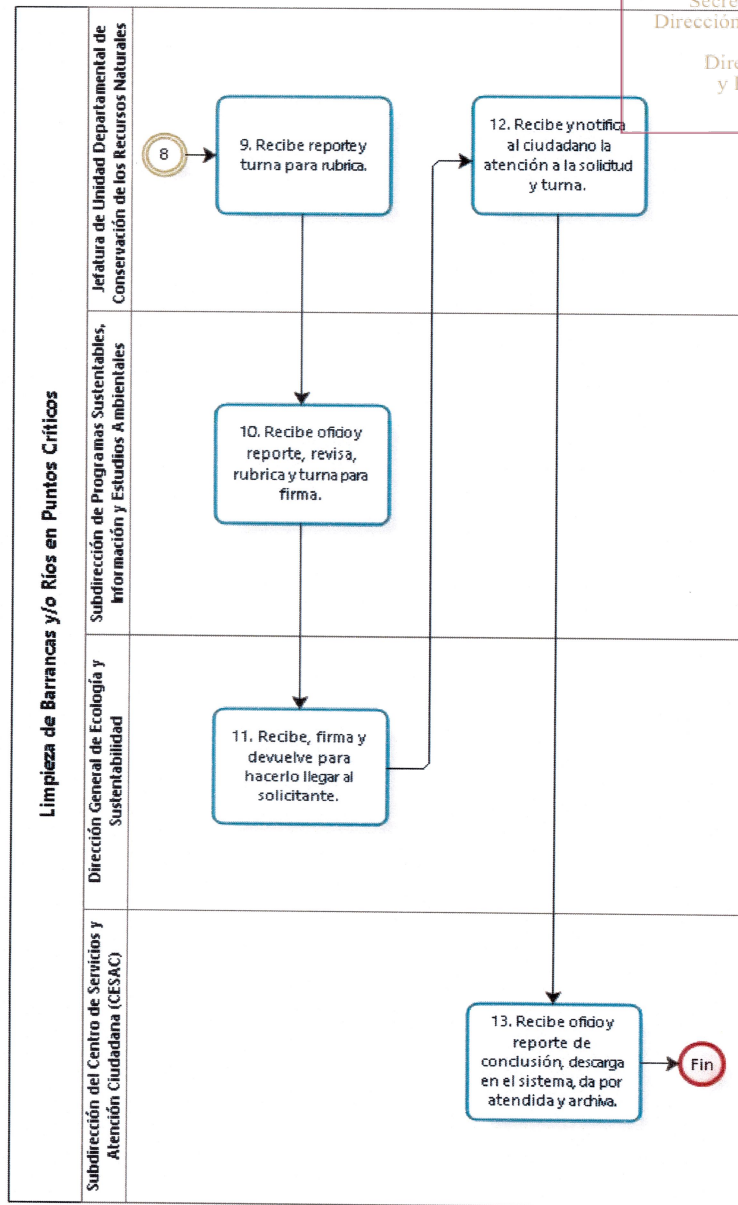 Secre
Dirección
Dire
y
Limpieza de Barrancas y/o Ríos en Puntos Críticos
Jefatura de Unidad Departamental de
Conservación de los Recursos Naturales
8
9. Recibe reporte y
turna para rubrica.
12. Recibe y notifica
al ciudadano la
atención a la solicitud
y turna.
Subdirección de Programas Sustentables,
Información y Estudios Ambientales
10. Recibe oficio y
reporte, revisa,
rubrica y turna para
firma.
Dirección General de Ecología y
Sustentabilidad
11. Recibe, firma y
devuelve para
hacerlo llegar al
solicitante.
Subdirección del Centro de Servicios y
Atención Ciudadana (CESAC)
13. Recibe oficio y
reporte de
conclusión, descarga
en el sistema, da por
atendida y archiva.
Fin